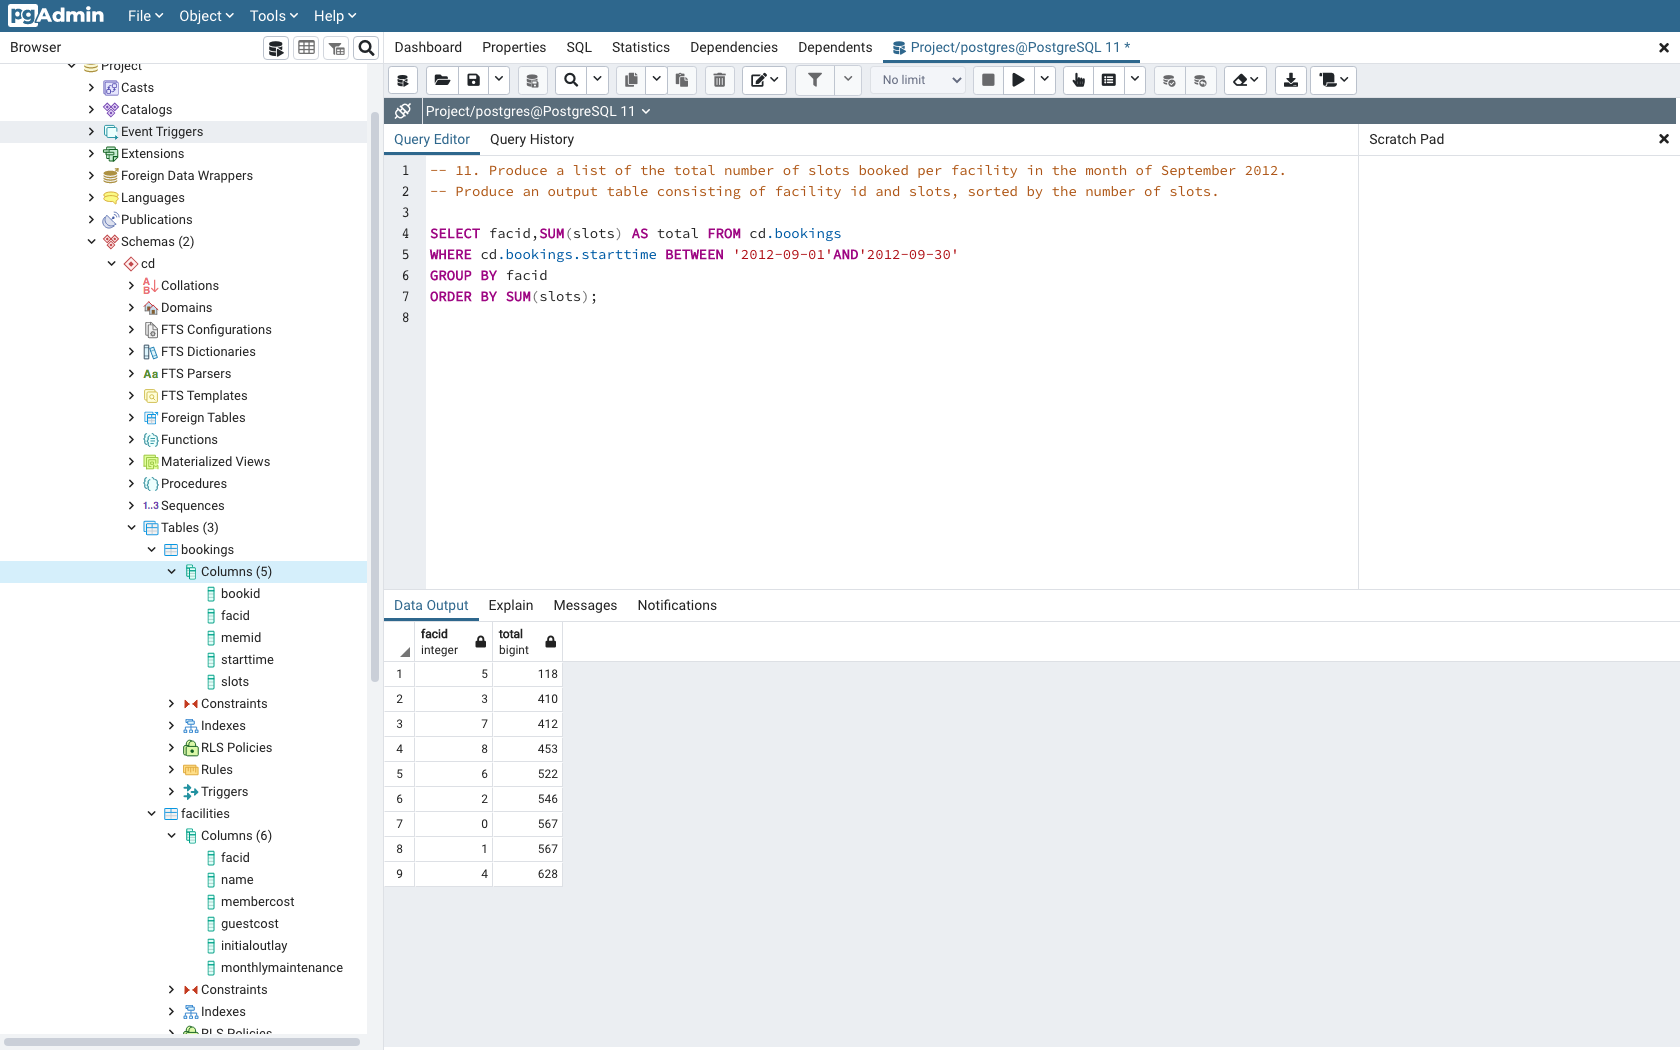 pgAdmin File Object Tools Help
Browser
Dashboard Properties SQL Statistics Dependencies Dependents Project/postgres@PostgreSQL 11 *
No limit
Project/postgres@PostgreSQL 11
Query Editor Query History
Scratch Pad
Project
Casts
Catalogs
Event Triggers
Extensions
Foreign Data Wrappers
Languages
Publications
Schemas (2)
cd
Collations
Domains
FTS Configurations
FTS Dictionaries
Aa FTS Parsers
FTS Templates
Foreign Tables
Functions
Materialized Views
Procedures
1..3 Sequences
Tables (3)
bookings
Columns (5)
bookid
facid
memid
starttime
slots
Constraints
Indexes
RLS Policies
Rules
Triggers
facilities
Columns (6)
facid
name
membercost
guestcost
initialoutlay
monthlymaintenance
Constraints
Indexes
RLS Policies
1 -- 11. Produce a list of the total number of slots booked per facility in the month of September 2012.
2 -- Produce an output table consisting of facility id and slots, sorted by the number of slots.
3
4 SELECT facid,SUM(slots) AS total FROM cd.bookings
5 WHERE cd.bookings.starttime BETWEEN '2012-09-01'AND'2012-09-30'
6 GROUP BY facid
7 ORDER BY SUM(slots);
8
Data Output Explain Messages Notifications
facid total
integer bigint
1 5 118
2 3 410
3 7 412
4 8 453
5 6 522
6 2 546
7 0 567
8 1 567
9 4 628